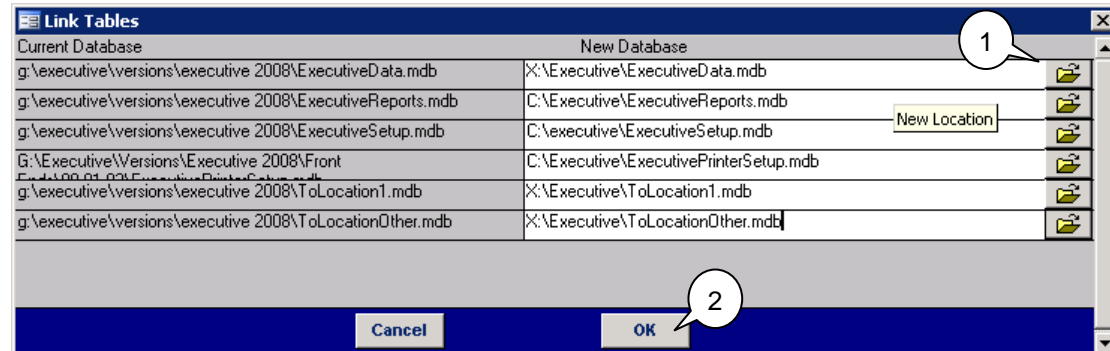 Link Tables
Current Database New Database
1
g:\executive\versions\executive 2008\ExecutiveData.mdb X:\Executive\ExecutiveData.mdb
g:\executive\versions\executive 2008\ExecutiveReports.mdb C:\Executive\ExecutiveReports.mdb
New Location
g:\executive\versions\executive 2008\ExecutiveSetup.mdb C:\executive\ExecutiveSetup.mdb
G:\Executive\Versions\Executive 2008\Front C:\Executive\ExecutivePrinterSetup.mdb
g:\executive\versions\executive 2008\ToLocation1.mdb X:\Executive\ToLocation1.mdb
g:\executive\versions\executive 2008\ToLocationOther.mdb X:\Executive\ToLocationOther.mdb
2
Cancel OK